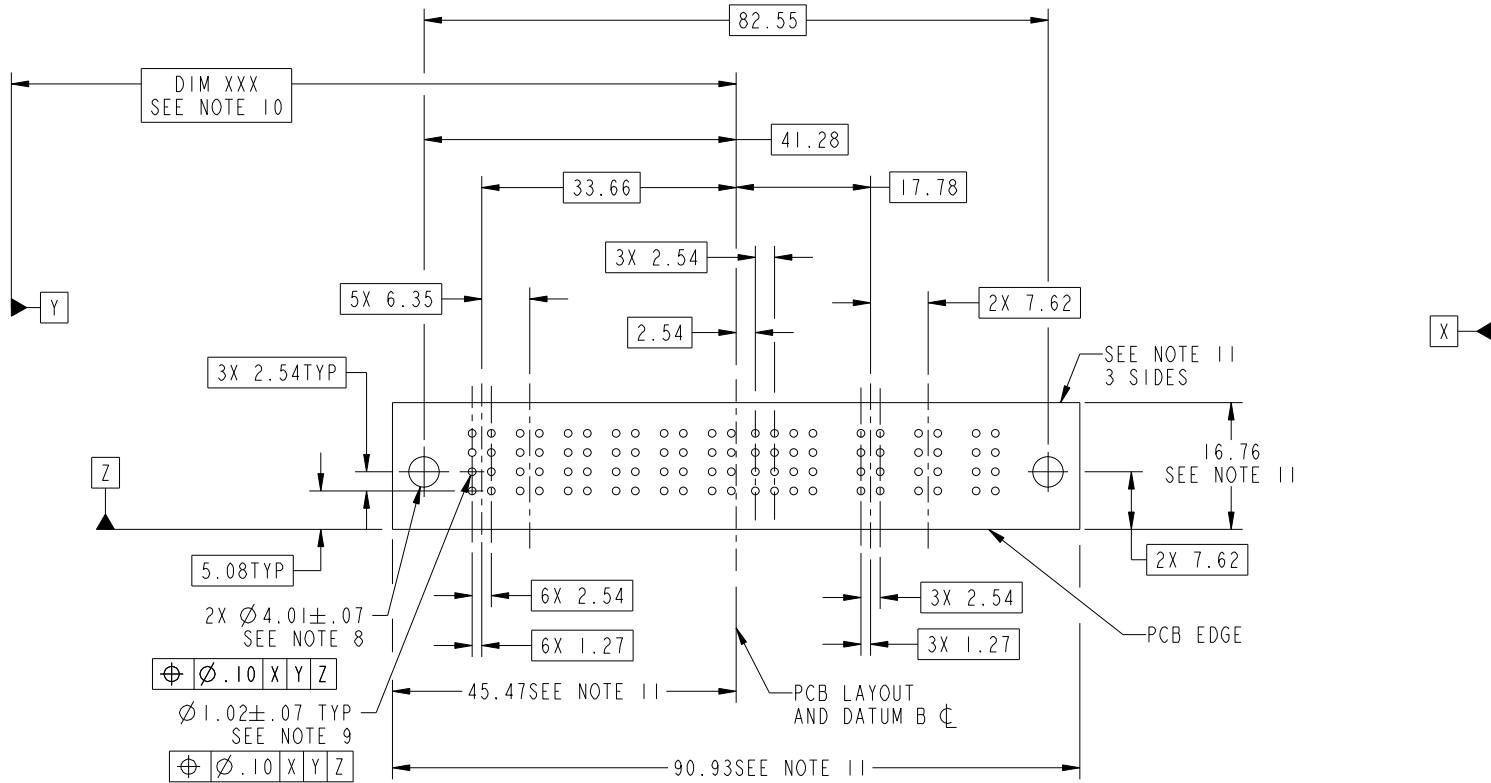 82.55
DIM XXX
SEE NOTE 10
41.28
33.66
17.78
3X 2.54
5X 6.35
2X 7.62
Y
2.54
X
SEE NOTE 11
3 SIDES
3X 2.54TYP
16.76
SEE NOTE 11
Z
5.08TYP
2X 7.62
6X 2.54
3X 2.54
2X Ø4.01±.07
SEE NOTE 8
PCB EDGE
6X 1.27
3X 1.27
⌖ Ø.10 X Y Z
45.47SEE NOTE 11
PCB LAYOUT
AND DATUM B ℄
Ø1.02±.07 TYP
SEE NOTE 9
⌖ Ø.10 X Y Z
90.93SEE NOTE 11